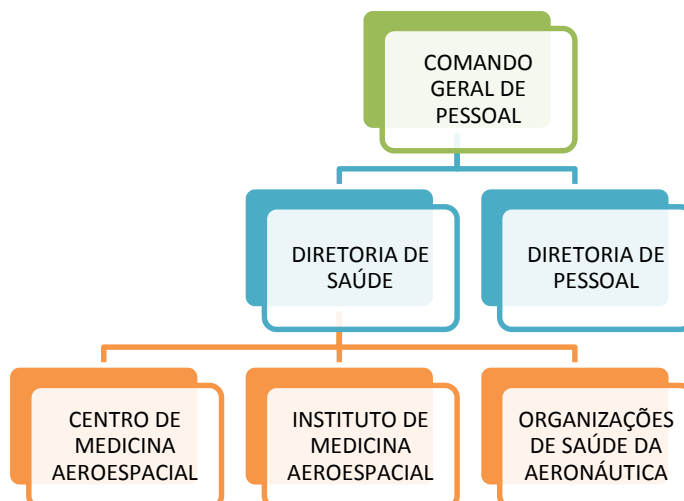 COMANDO
GERAL DE
PESSOAL
DIRETORIA DE
SAÚDE
DIRETORIA DE
PESSOAL
CENTRO DE
MEDICINA
AEROESPACIAL
INSTITUTO DE
MEDICINA
AEROESPACIAL
ORGANIZAÇÕES
DE SAÚDE DA
AERONÁUTICA